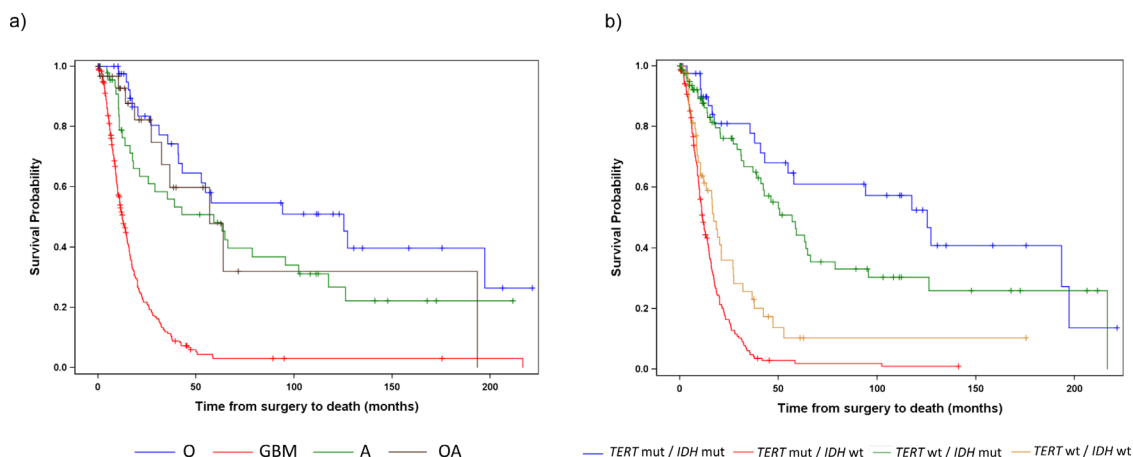 a)
Survival Probability
1.0
0.8
0.6
0.4
0.2
0.0
0 50 100 150 200
Time from surgery to death (months)
O GBM A OA
b)
Survival Probability
1.0
0.8
0.6
0.4
0.2
0.0
0 50 100 150 200
Time from surgery to death (months)
TERT mut / IDH mut TERT mut / IDH wt TERT wt / IDH mut TERT wt / IDH wt